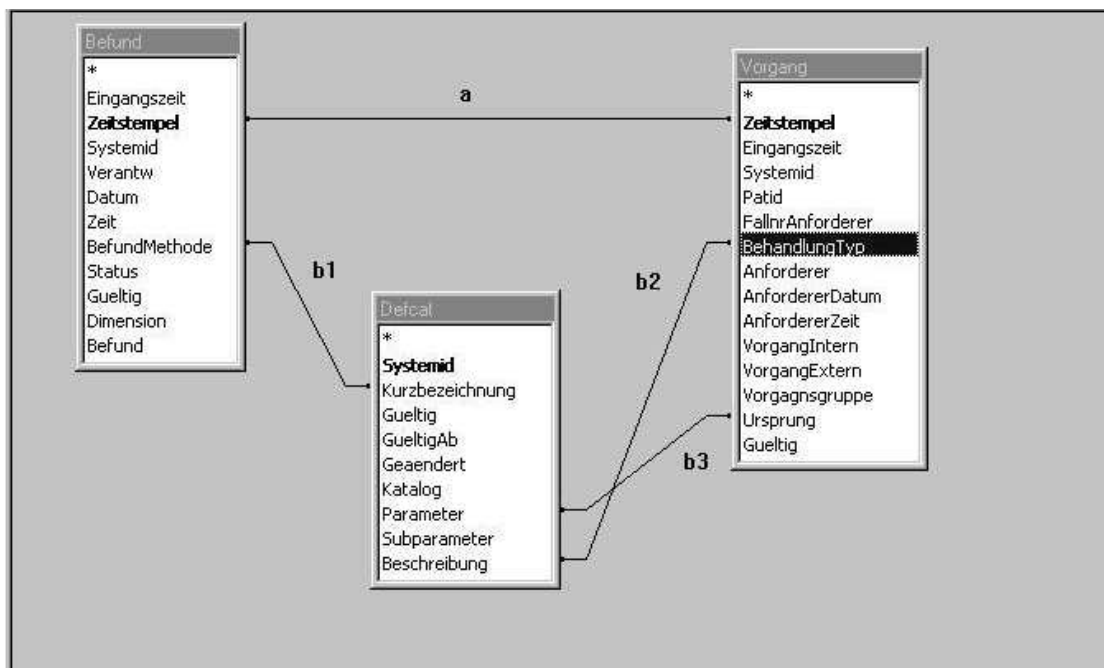 Befund
*
Eingangszeit
Zeitstempel
Systemid
Verantw
Datum
Zeit
BefundMethode
Status
Gueltig
Dimension
Befund
a
b1
Defcat
*
Systemid
Kurzbezeichnung
Gueltig
GueltigAb
Geaendert
Katalog
Parameter
Subparameter
Beschreibung
b2
b3
Vorgang
*
Zeitstempel
Eingangszeit
Systemid
Patid
FallnrAnforderer
BehandlungTyp
Anforderer
AnfordererDatum
AnfordererZeit
VorgangIntern
VorgangExtern
Vorgagnsgruppe
Ursprung
Gueltig